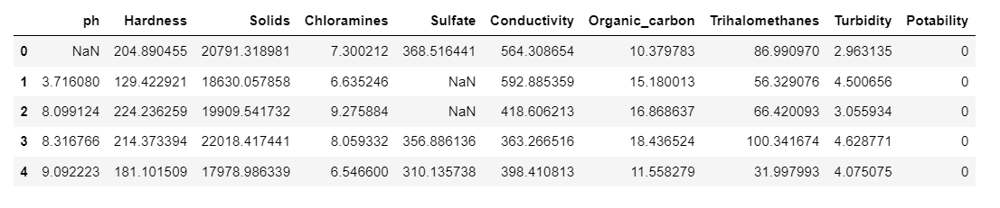 ph Hardness Solids Chloramines Sulfate Conductivity Organic_carbon Trihalomethanes Turbidity Potability
0 NaN 204.890455 20791.318981 7.300212 368.516441 564.308654 10.379783 86.990970 2.963135 0
1 3.716080 129.422921 18630.057858 6.635246 NaN 592.885359 15.180013 56.329076 4.500656 0
2 8.099124 224.236259 19909.541732 9.275884 NaN 418.606213 16.868637 66.420093 3.055934 0
3 8.316766 214.373394 22018.417441 8.059332 356.886136 363.266516 18.436524 100.341674 4.628771 0
4 9.092223 181.101509 17978.986339 6.546600 310.135738 398.410813 11.558279 31.997993 4.075075 0